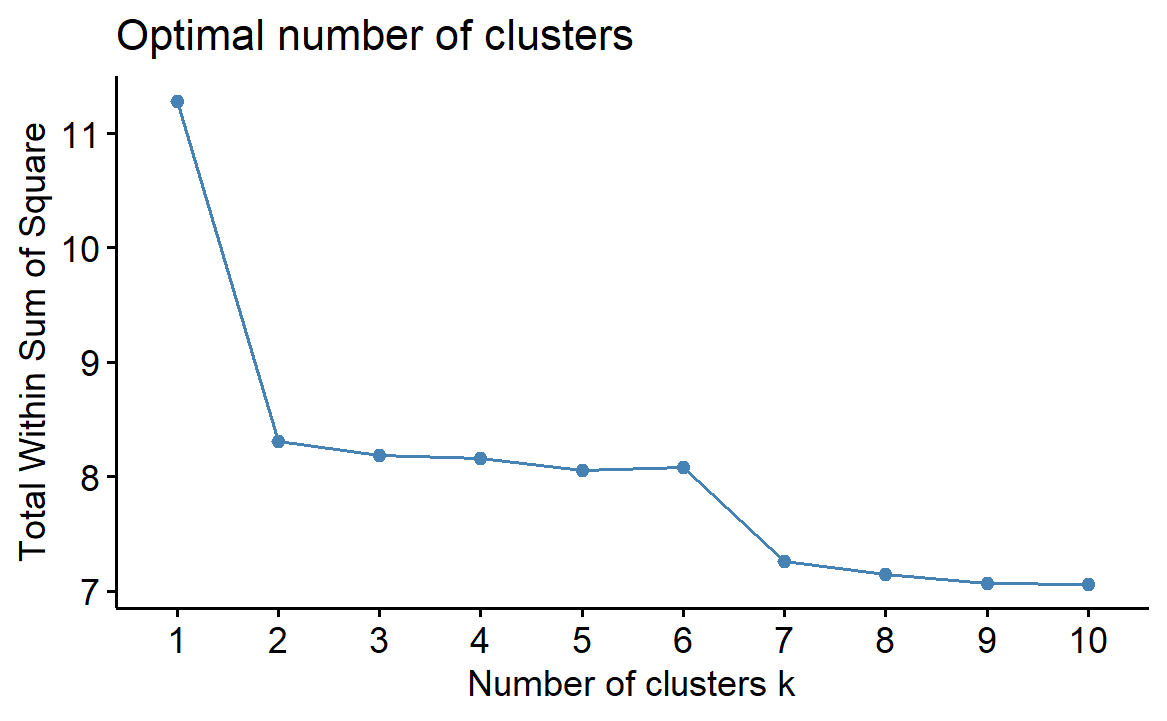 Optimal number of clusters
Total Within Sum of Square
11
10
9
8
7
1 2 3 4 5 6 7 8 9 10
Number of clusters k